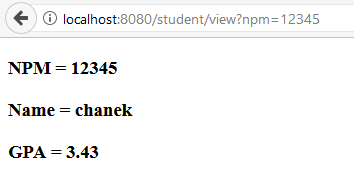 localhost:8080/student/view?npm=12345
NPM = 12345
Name = chanek
GPA = 3.43